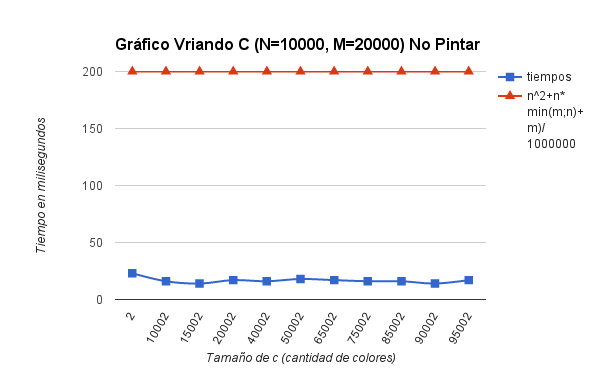 Gráfico Vriando C (N=10000, M=20000) No Pintar
200
150
100
50
0
Tiempo en milisegundos
2
10002
15002
20002
40002
50002
65002
75002
85002
90002
95002
Tamaño de c (cantidad de colores)
tiempos
n^2+n*
min(m;n)+
m)/
1000000